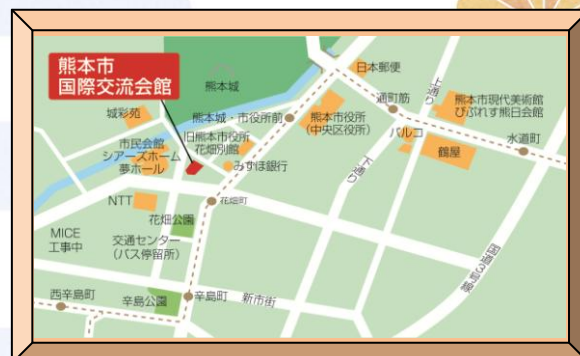 熊本市
国際交流会館
熊本城
日本郵便
上通り
通町筋
熊本市現代美術館
びぷれす熊日会館
城彩苑
熊本城・市役所前
熊本市役所
(中央区役所)
パルコ
鶴屋
水道町
旧熊本市役所
花畑別館
市民会館
シアーズホーム
夢ホール
みずほ銀行
下通り
NTT
花畑町
花畑公園
MICE
工事中
交通センター
(バス停留所)
国道3号線
西辛島町
辛島公園
辛島町
新市街